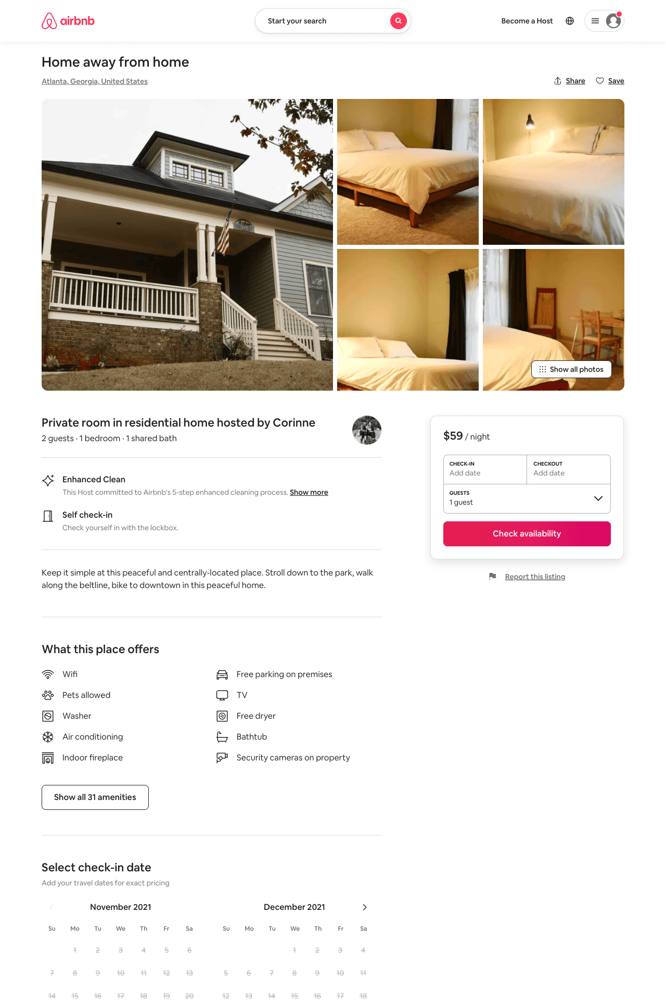 airbnb
Start your search
Become a Host
Home away from home
Atlanta, Georgia, United States
Share
Save
395
Show all photos
Private room in residential home hosted by Corinne
2 guests · 1 bedroom · 1 shared bath
Enhanced Clean
This Host committed to Airbnb's 5-step enhanced cleaning process. Show more
Self check-in
Check yourself in with the lockbox.
$59 / night
CHECK-IN
Add date
CHECKOUT
Add date
GUESTS
1 guest
Check availability
Report this listing
Keep it simple at this peaceful and centrally-located place. Stroll down to the park, walk
along the beltline, bike to downtown in this peaceful home.
What this place offers
Wifi
Free parking on premises
Pets allowed
TV
Washer
Free dryer
Air conditioning
Bathtub
Indoor fireplace
Security cameras on property
Show all 31 amenities
Select check-in date
Add your travel dates for exact pricing
November 2021
Su Mo Tu We Th Fr Sa
1 2 3 4 5 6
7 8 9 10 11 12 13
14 15 16 17 18 19 20
December 2021
Su Mo Tu We Th Fr Sa
1 2 3 4
5 6 7 8 9 10 11
12 13 14 15 16 17 18